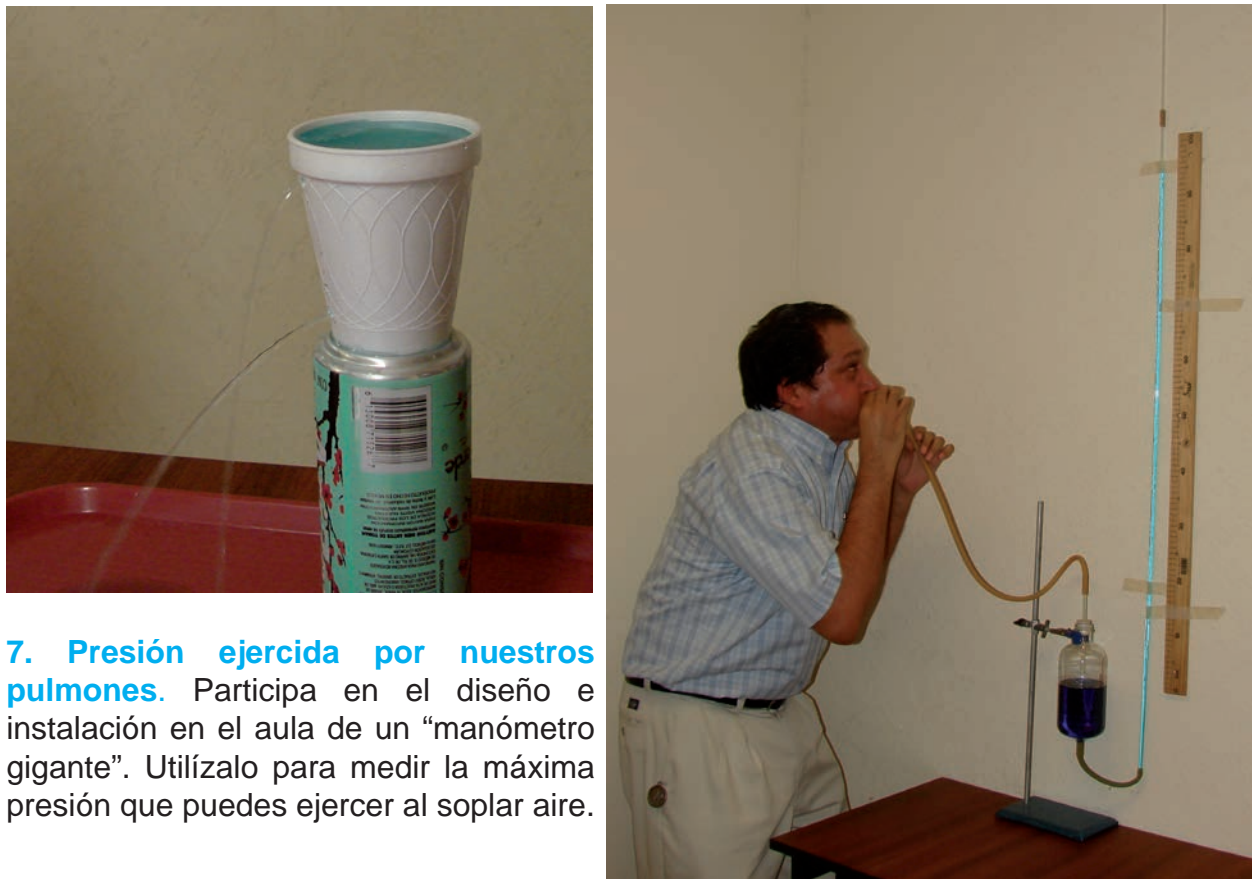 7. Presión ejercida por nuestros
pulmones. Participa en el diseño e
instalación en el aula de un “manómetro
gigante”. Utilízalo para medir la máxima
presión que puedes ejercer al soplar aire.